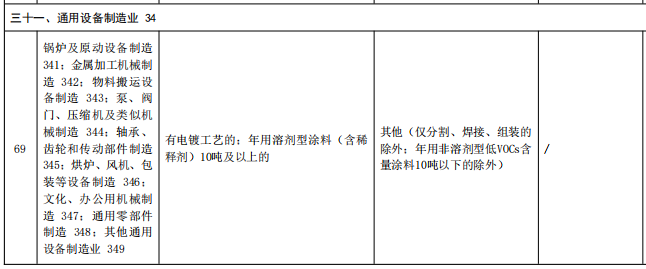 三十一、通用设备制造业 34
69
锅炉及原动设备制造
341；金属加工机械制
造 342；物料搬运设
备制造 343；泵、阀
门、压缩机及类似机
械制造 344；轴承、
齿轮和传动部件制造
345；烘炉、风机、包
装等设备制造 346；
文化、办公用机械制
造 347；通用零部件
制造 348；其他通用
设备制造业 349
有电镀工艺的；年用溶剂型涂料（含稀
释剂）10吨及以上的
其他（仅分割、焊接、组装的
除外；年用非溶剂型低VOCs含
量涂料10吨以下的除外）
/